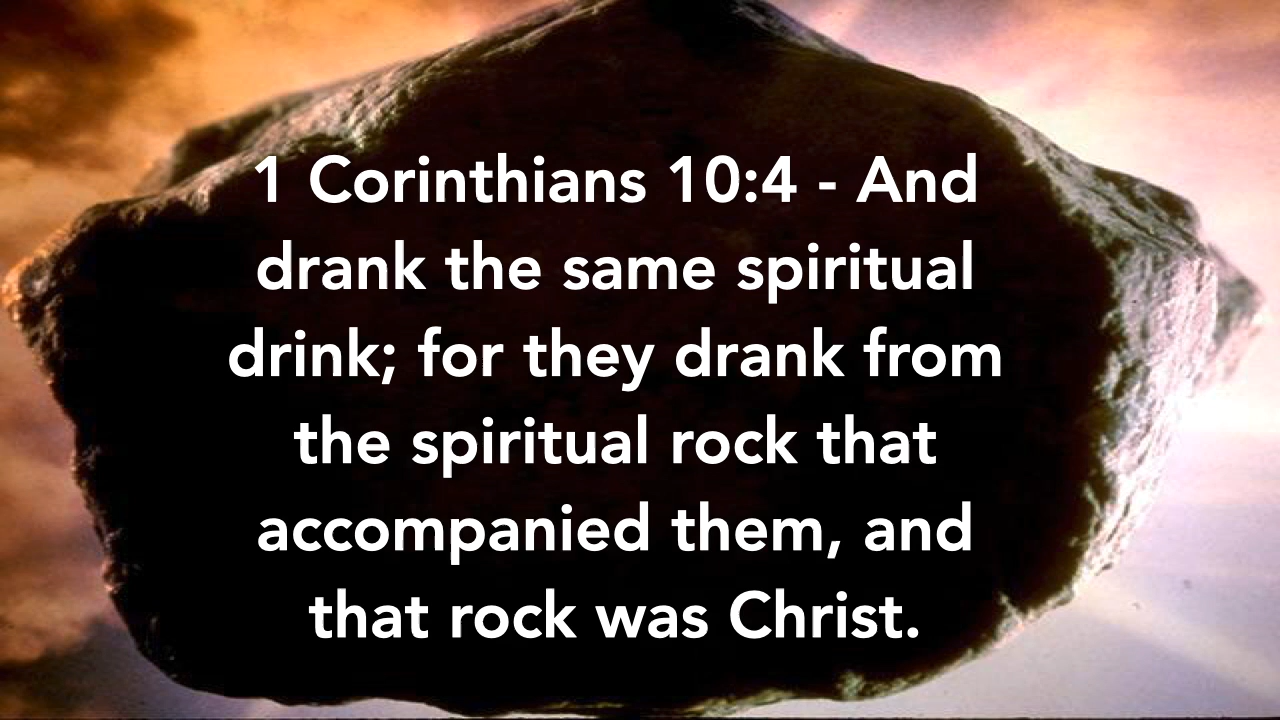 1 Corinthians 10:4 - And
drank the same spiritual
drink; for they drank from
the spiritual rock that
accompanied them, and
that rock was Christ.